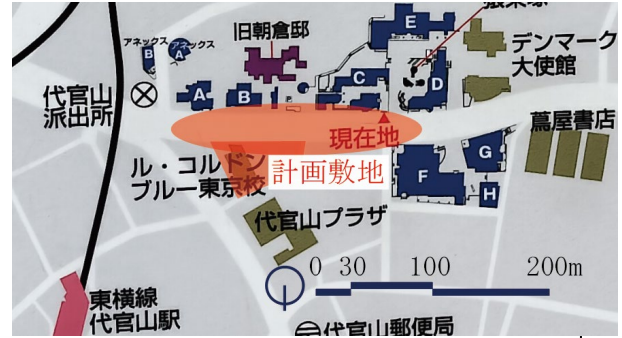 猿楽塚
E
アネックス
B
アネックス
A
旧朝倉邸
デンマーク
大使館
C
D
代官山
派出所
A
B
現在地
蔦屋書店
ル・コルドン
ブルー東京校
計画敷地
G
F
H
代官山プラザ
0 30 100 200m
東横線
代官山駅
代官山郵便局